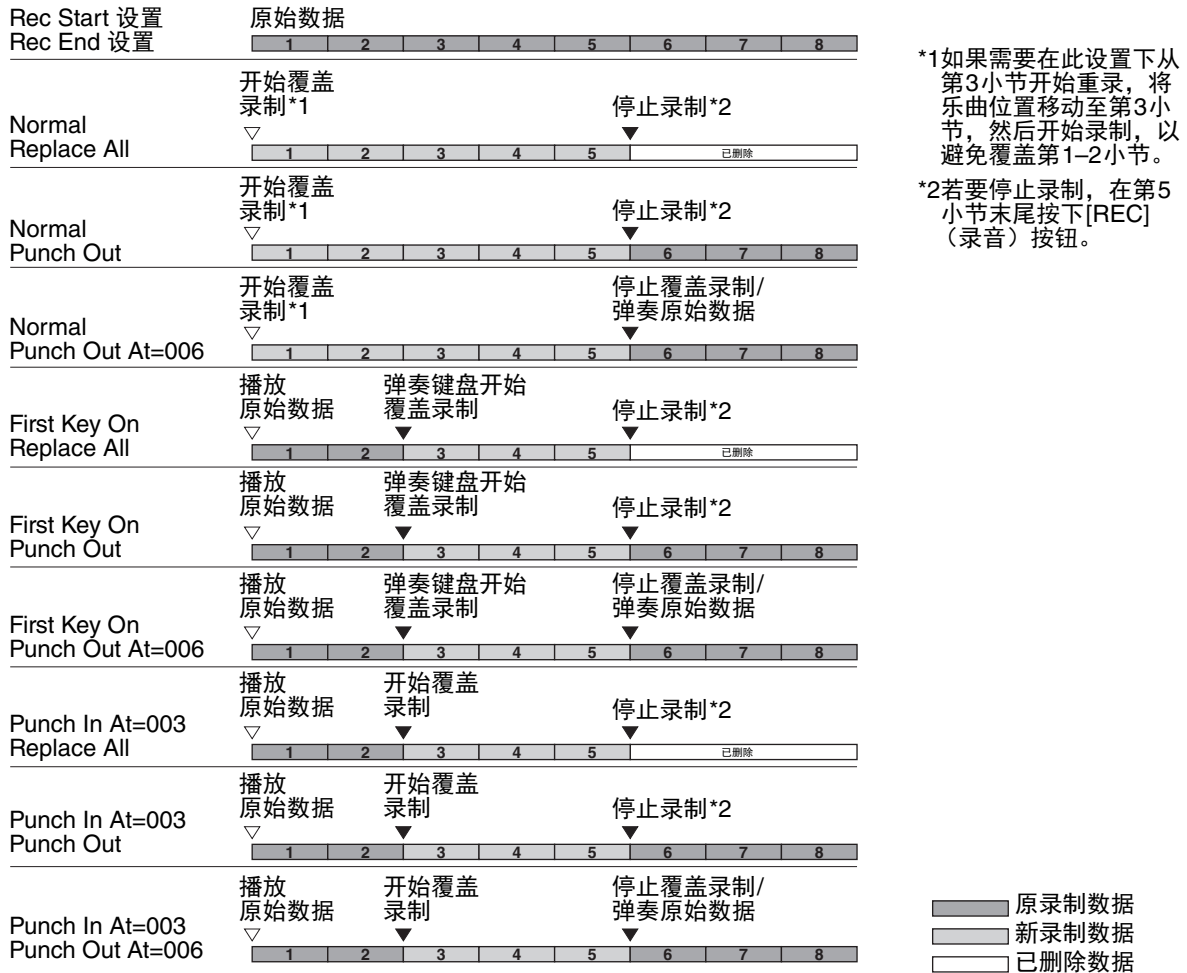 Rec Start 设置
Rec End 设置
原始数据
1 2 3 4 5 6 7 8
Normal
Replace All
开始覆盖
录制*1
停止录制*2
1 2 3 4 5 已删除
Normal
Punch Out
开始覆盖
录制*1
停止录制*2
1 2 3 4 5 6 7 8
Normal
Punch Out At=006
开始覆盖
录制*1
停止覆盖录制/
弹奏原始数据
1 2 3 4 5 6 7 8
First Key On
Replace All
播放
原始数据
弹奏键盘开始
覆盖录制
停止录制*2
1 2 3 4 5 已删除
First Key On
Punch Out
播放
原始数据
弹奏键盘开始
覆盖录制
停止录制*2
1 2 3 4 5 6 7 8
First Key On
Punch Out At=006
播放
原始数据
弹奏键盘开始
覆盖录制
停止覆盖录制/
弹奏原始数据
1 2 3 4 5 6 7 8
Punch In At=003
Replace All
播放
原始数据
开始覆盖
录制
停止录制*2
1 2 3 4 5 已删除
Punch In At=003
Punch Out
播放
原始数据
开始覆盖
录制
停止录制*2
1 2 3 4 5 6 7 8
Punch In At=003
Punch Out At=006
播放
原始数据
开始覆盖
录制
停止覆盖录制/
弹奏原始数据
1 2 3 4 5 6 7 8
*1如果需要在此设置下从
第3小节开始重录，将
乐曲位置移动至第3小
节，然后开始录制，以
避免覆盖第1–2小节。
*2若要停止录制，在第5
小节末尾按下[REC]
（录音）按钮。
原录制数据
新录制数据
已删除数据